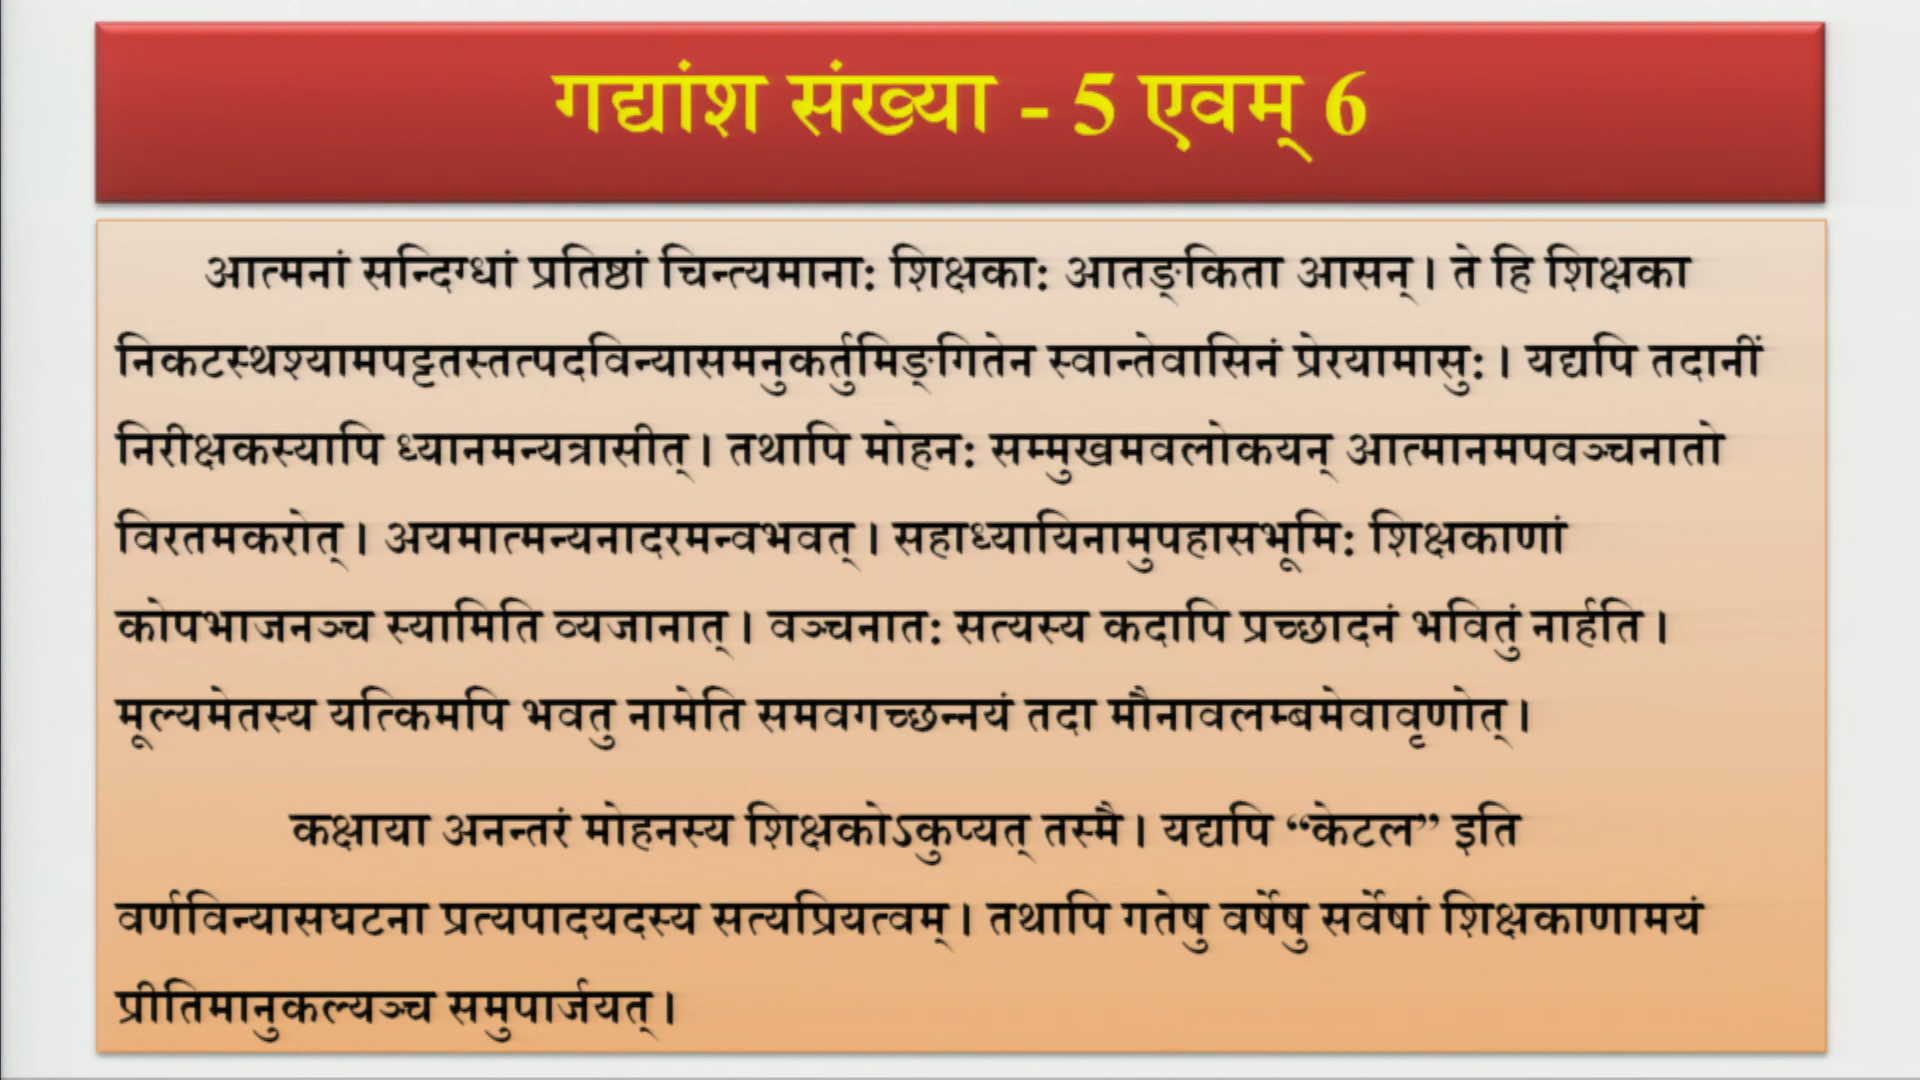 गद्यांश संख्या - 5 एवम् 6
आत्मनां सन्दिग्धां प्रतिष्ठां चिन्त्यमानाः शिक्षकाः आतङ्किता आसन्। ते हि शिक्षका
निकटस्थश्यामपट्टतस्तत्पदविन्यासमनुकर्तुमिङ्गितेन स्वान्तेवासिनं प्रेरयामासुः। यद्यपि तदानीं
निरीक्षकस्यापि ध्यानमन्यत्रासीत्। तथापि मोहनः सम्मुखमवलोकयन् आत्मानमपवञ्चनातो
विरतमकरोत्। अयमात्मन्यनादरमन्वभवत्। सहाध्यायिनामुपहासभूमिः शिक्षकाणां
कोपभाजनञ्च स्यामिति व्यजानात्। वञ्चनातः सत्यस्य कदापि प्रच्छादनं भवितुं नार्हति।
मूल्यमेतस्य यत्किमपि भवतु नामेति समवगच्छन्नयं तदा मौनावलम्बमेवावृणोत्।
कक्षाया अनन्तरं मोहनस्य शिक्षकोऽकुप्यत् तस्मै। यद्यपि “केटल” इति
वर्णविन्यासघटना प्रत्यपादयदस्य सत्यप्रियत्वम्। तथापि गतेषु वर्षेषु सर्वेषां शिक्षकाणामयं
प्रीतिमानुकल्यञ्च समुपार्जयत्।